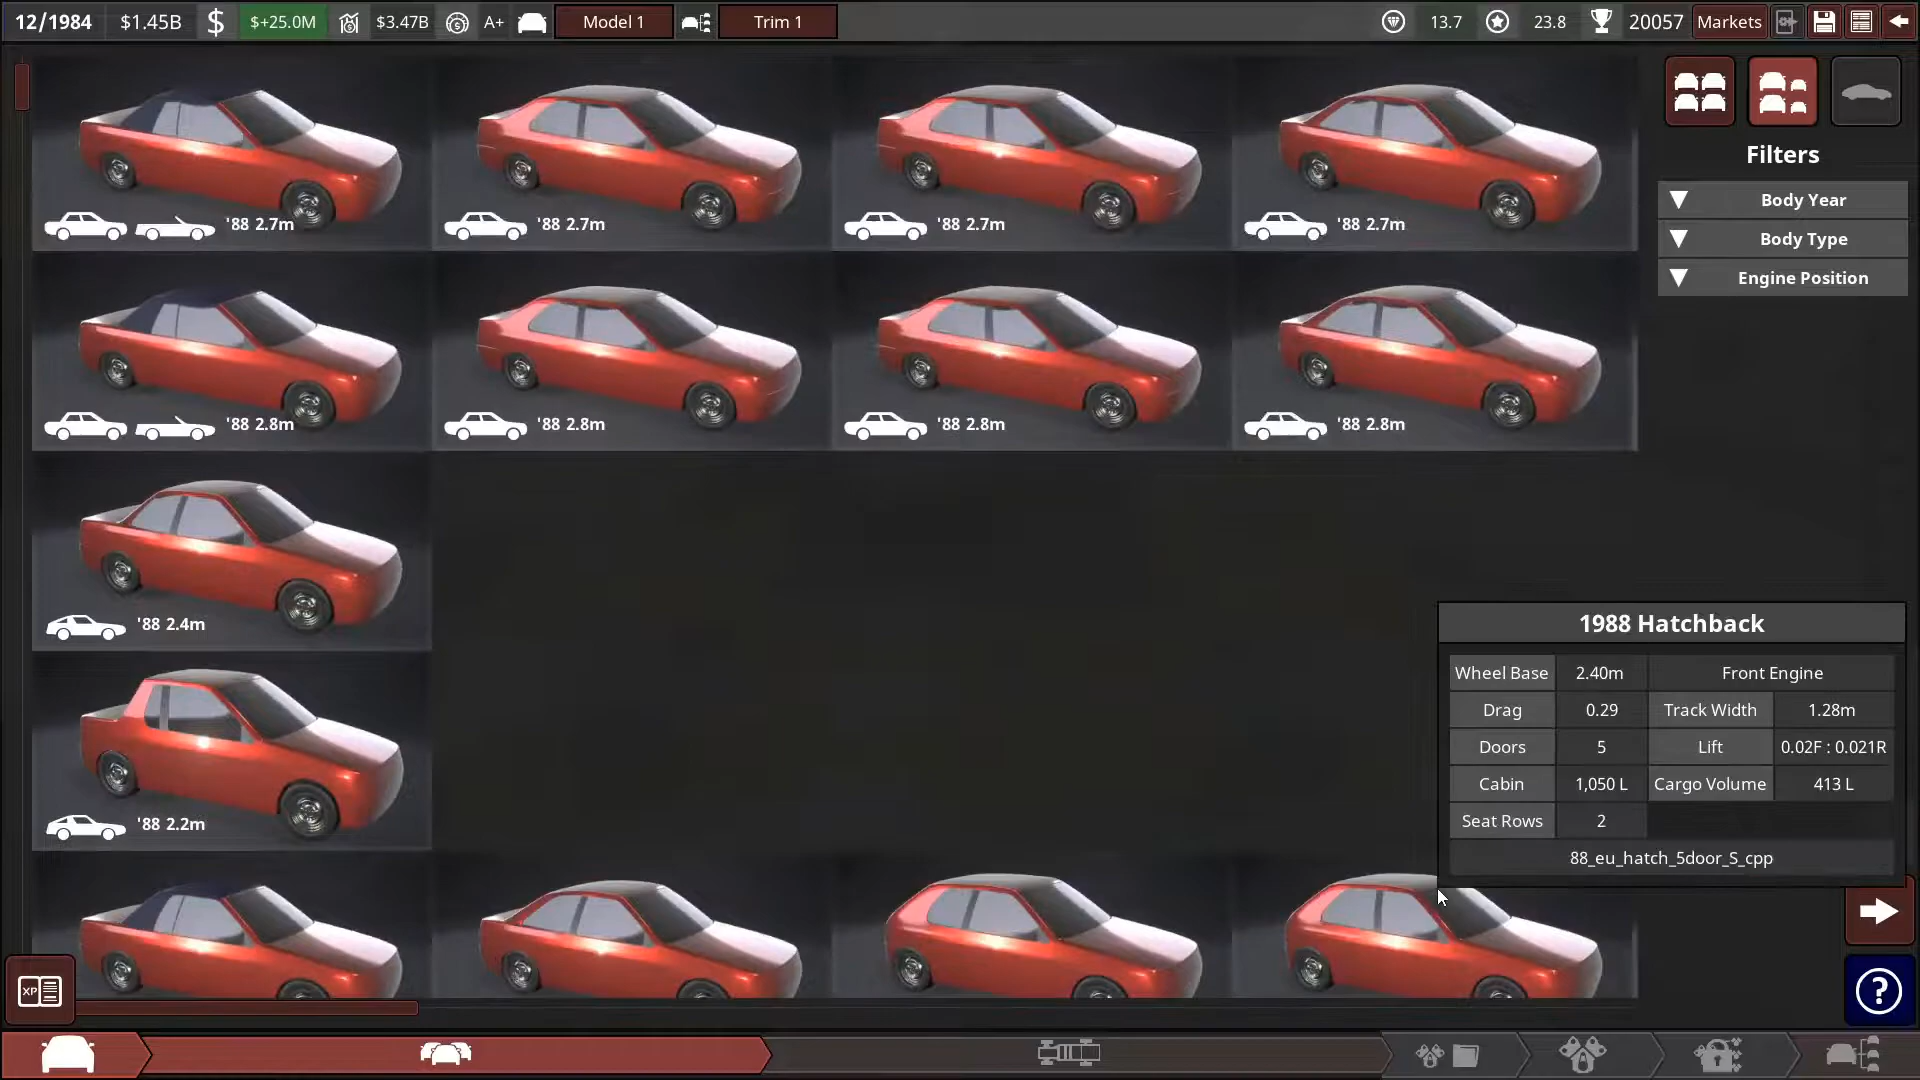 12/1984 $1.45B $ $+25.0M $3.47B A+ Model 1 Trim 1 13.7 23.8 20057 Markets
'88 2.7m '88 2.7m '88 2.7m '88 2.7m
Filters
Body Year
Body Type
Engine Position
'88 2.8m '88 2.8m '88 2.8m '88 2.8m
'88 2.4m
'88 2.2m
1988 Hatchback
Wheel Base 2.40m Front Engine
Drag 0.29 Track Width 1.28m
Doors 5 Lift 0.02F : 0.021R
Cabin 1,050 L Cargo Volume 413 L
Seat Rows 2
88_eu_hatch_5door_S_cpp
XP
?